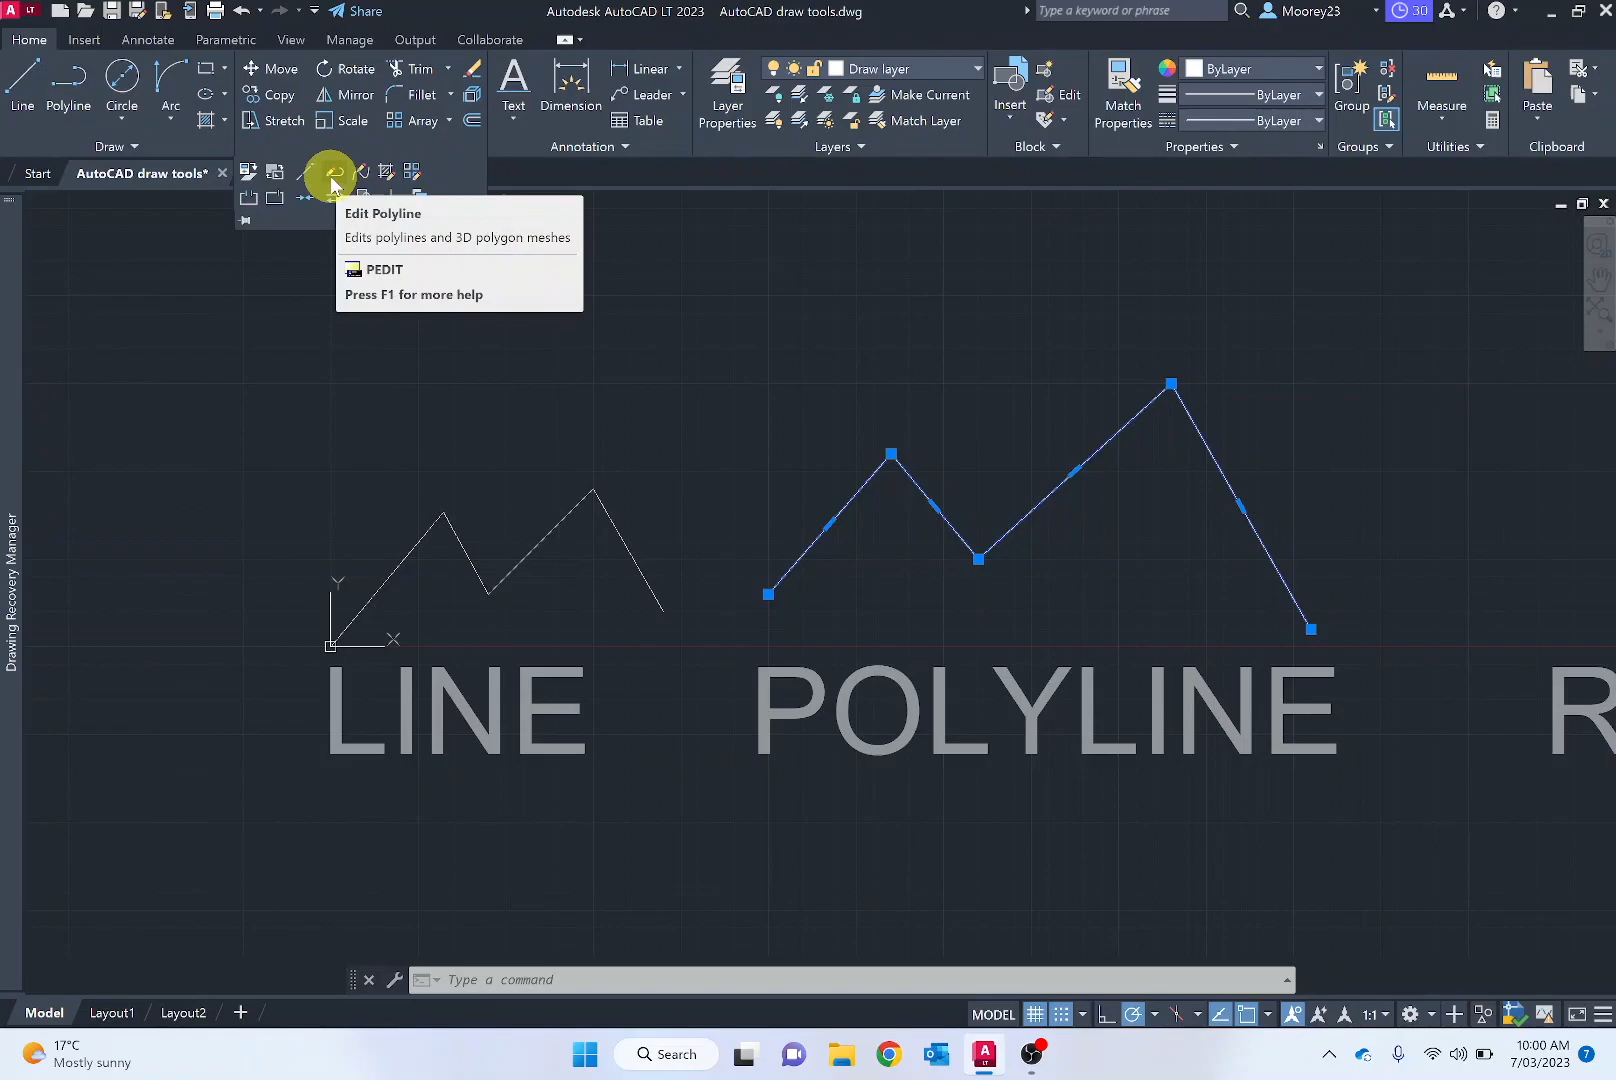 A LT Share Autodesk AutoCAD LT 2023 AutoCAD draw tools.dwg Type a keyword or phrase Moorey23 30
Home Insert Annotate Parametric View Manage Output Collaborate
Line Polyline Circle Arc
Move Rotate Trim
Copy Mirror Fillet
Stretch Scale Array
Text Dimension
Linear
Leader
Table
Layer Properties
Draw layer
Make Current
Match Layer
Insert
Edit
Match Properties
ByLayer
ByLayer
ByLayer
Group Measure Paste
Draw Annotation Layers Block Properties Groups Utilities Clipboard
Start AutoCAD draw tools*
Edit Polyline
Edits polylines and 3D polygon meshes
PEDIT
Press F1 for more help
Drawing Recovery Manager
Y
X
LINE POLYLINE R
Type a command
Model Layout1 Layout2 MODEL 1:1
17°C
Mostly sunny
Search
LT
10:00 AM
7/03/2023
7